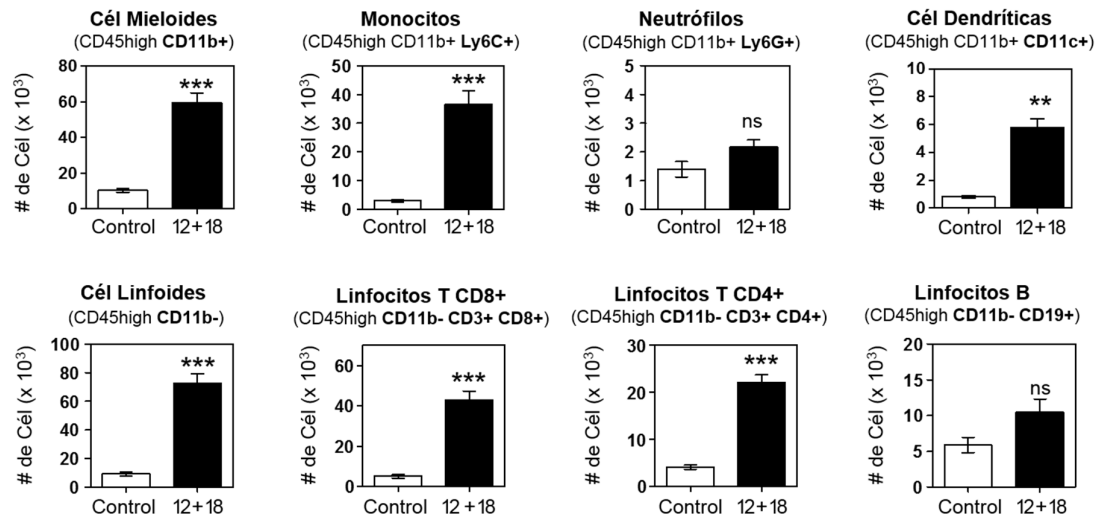 Cél Mieloides
(CD45high CD11b+)
# de Cél (x 10³)
80
60
40
20
0
***
Control
12+18
Monocitos
(CD45high CD11b+ Ly6C+)
# de Cél (x 10³)
50
40
30
20
10
0
***
Control
12+18
Neutrófilos
(CD45high CD11b+ Ly6G+)
# de Cél (x 10³)
5
4
3
2
1
0
ns
Control
12+18
Cél Dendríticas
(CD45high CD11b+ CD11c+)
# de Cél (x 10³)
10
8
6
4
2
0
**
Control
12+18
Cél Linfoides
(CD45high CD11b-)
# de Cél (x 10³)
100
80
60
40
20
0
***
Control
12+18
Linfocitos T CD8+
(CD45high CD11b- CD3+ CD8+)
# de Cél (x 10³)
60
40
20
0
***
Control
12+18
Linfocitos T CD4+
(CD45high CD11b- CD3+ CD4+)
# de Cél (x 10³)
30
20
10
0
***
Control
12+18
Linfocitos B
(CD45high CD11b- CD19+)
# de Cél (x 10³)
20
15
10
5
0
ns
Control
12+18